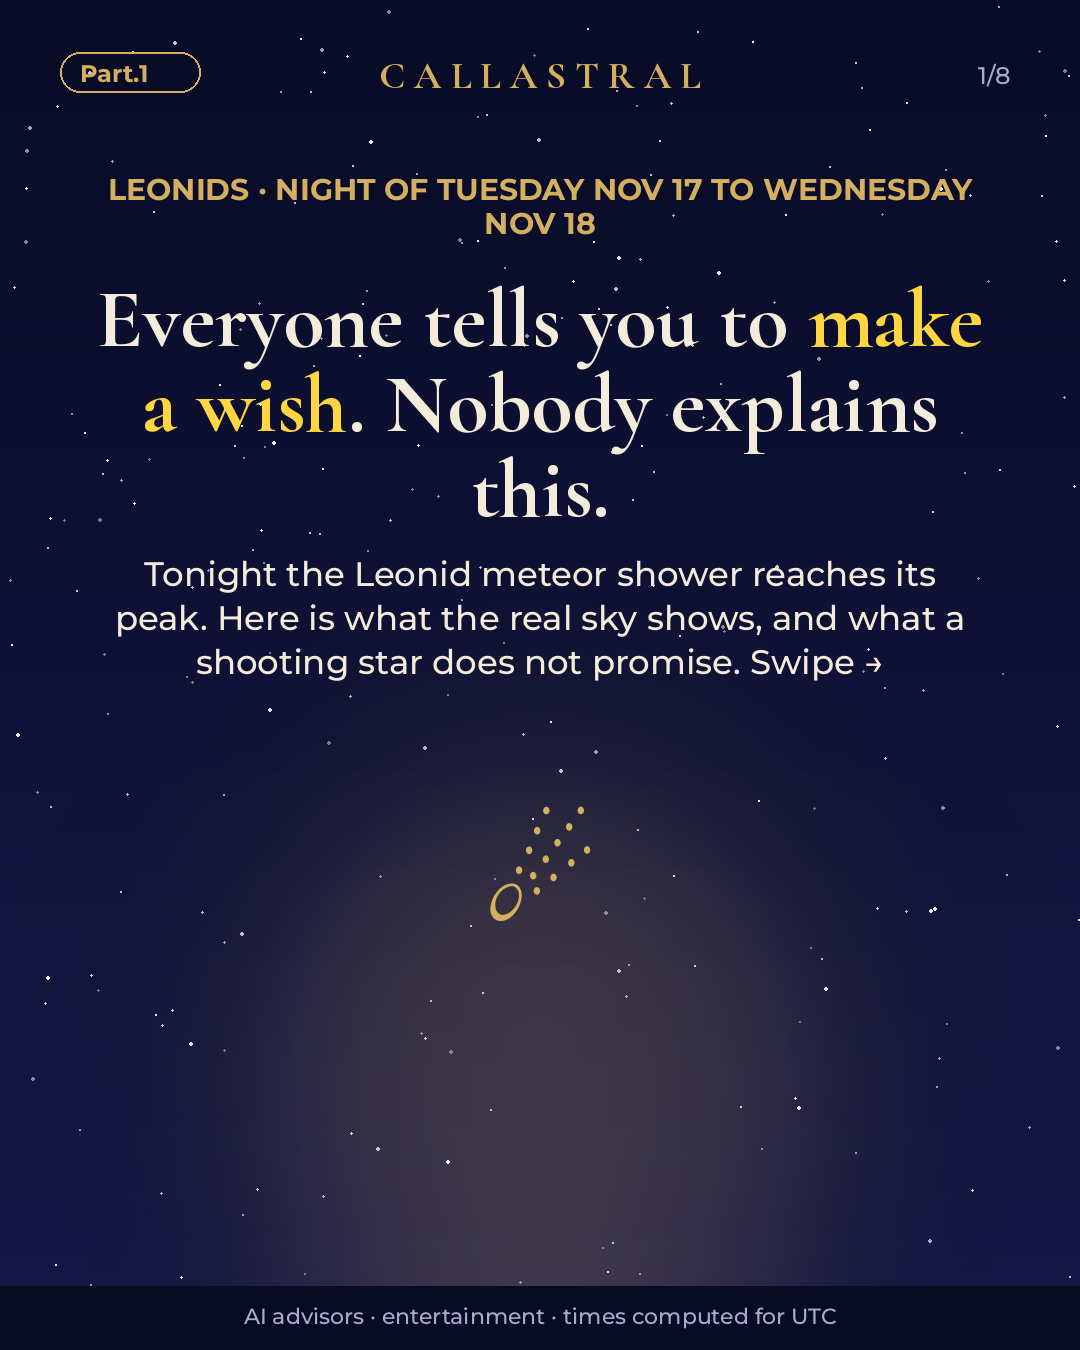 Part.1
CALLASTRAL
1/8
LEONIDS · NIGHT OF TUESDAY NOV 17 TO WEDNESDAY
NOV 18
Everyone tells you to make
a wish. Nobody explains
this.
Tonight the Leonid meteor shower reaches its
peak. Here is what the real sky shows, and what a
shooting star does not promise. Swipe →
AI advisors · entertainment · times computed for UTC